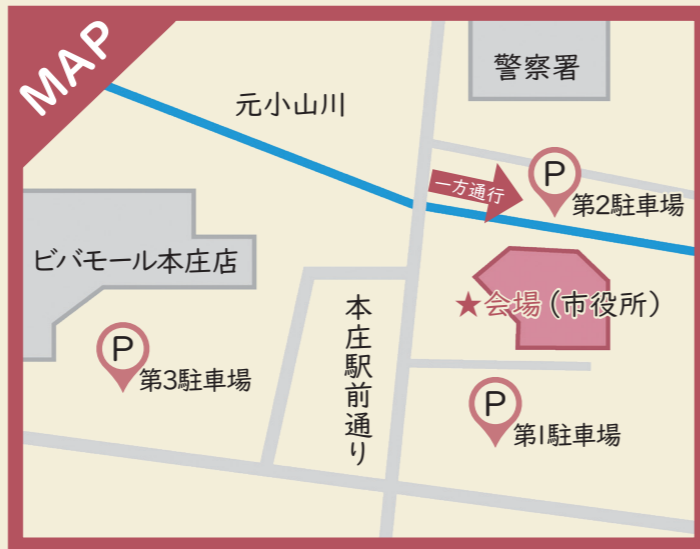 MAP
警察署
元小山川
一方通行
P
第2駐車場
ビバモール本庄店
★会場(市役所)
本庄駅前通り
P
第3駐車場
P
第1駐車場